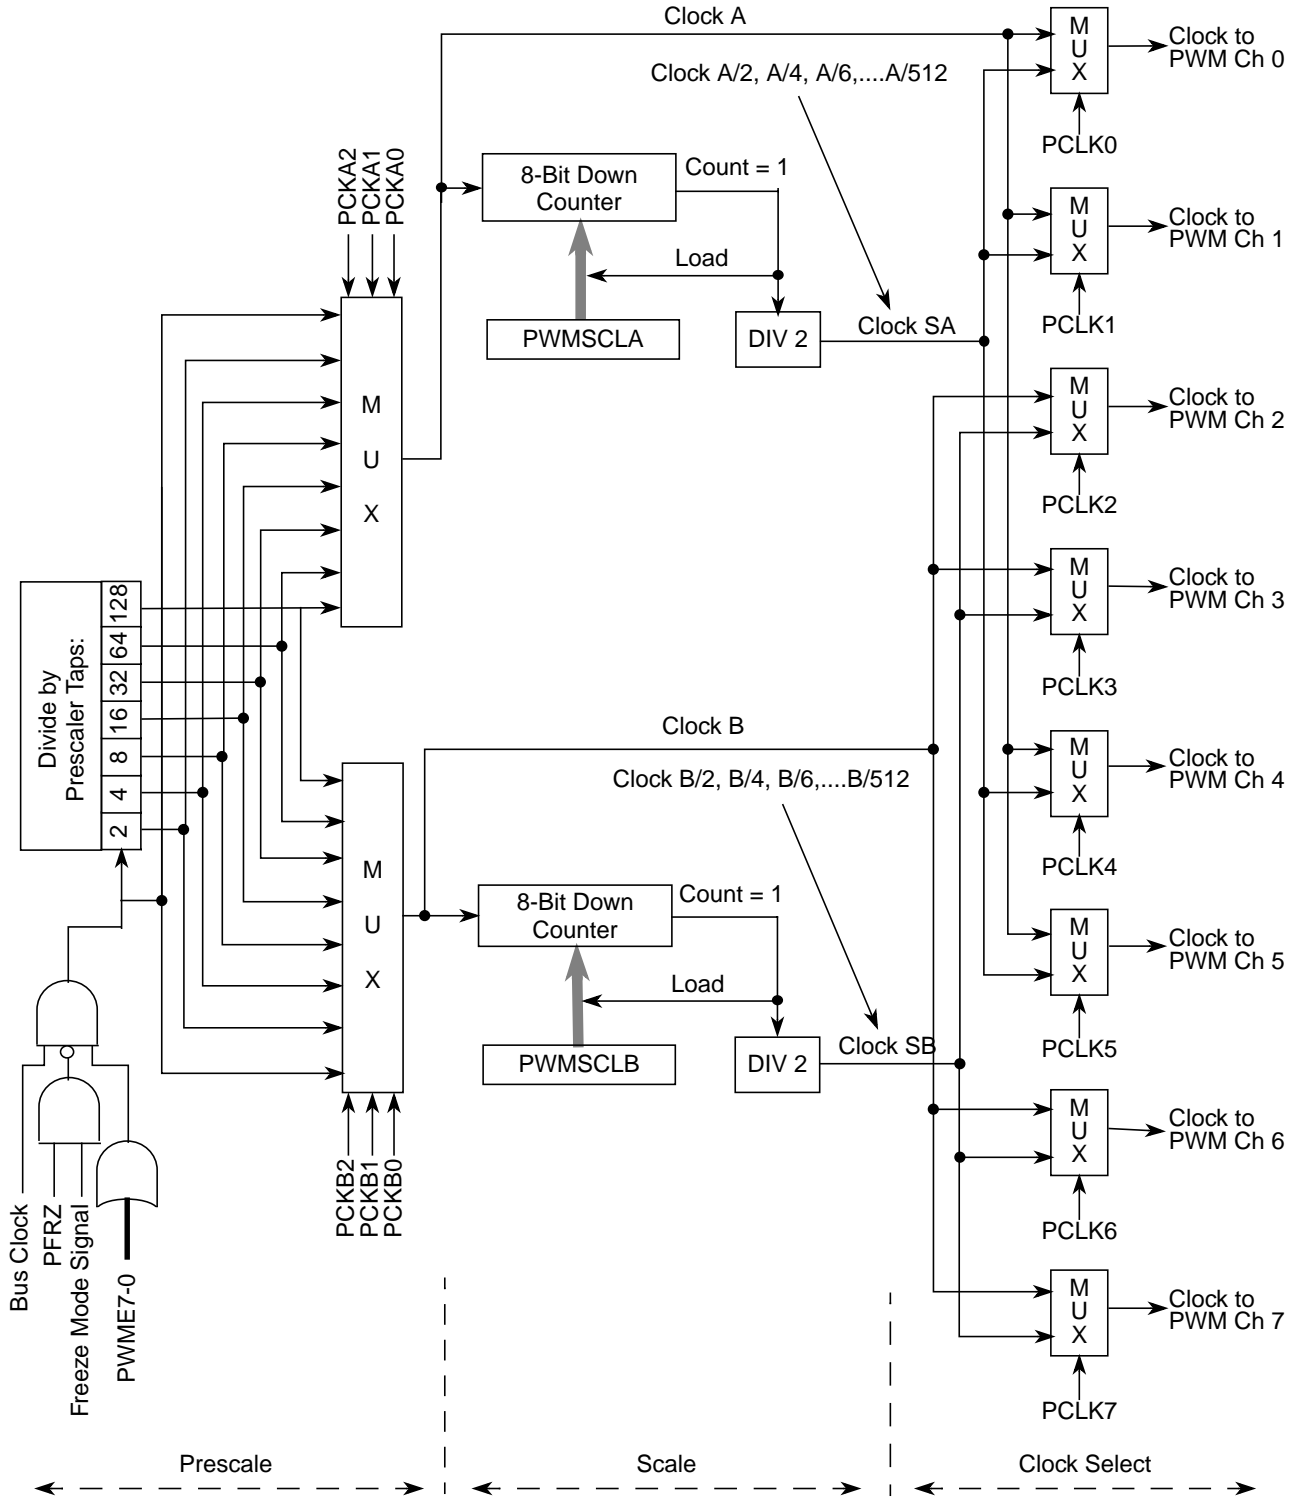 Clock A
Clock A/2, A/4, A/6,....A/512
M
U
X
Clock to
PWM Ch 0
PCLK0
PCKA2
PCKA1
PCKA0
8-Bit Down
Counter
Count = 1
Load
PWMSCLA
DIV 2
Clock SA
M
U
X
Clock to
PWM Ch 1
PCLK1
M
U
X
M
U
X
Clock to
PWM Ch 2
PCLK2
M
U
X
Clock to
PWM Ch 3
PCLK3
Divide by
Prescaler Taps:
128
64
32
16
8
4
2
Clock B
Clock B/2, B/4, B/6,....B/512
M
U
X
Clock to
PWM Ch 4
PCLK4
M
U
X
8-Bit Down
Counter
Count = 1
Load
PWMSCLB
DIV 2
Clock SB
M
U
X
Clock to
PWM Ch 5
PCLK5
M
U
X
Clock to
PWM Ch 6
PCLK6
PCKB2
PCKB1
PCKB0
Bus Clock
PFRZ
Freeze Mode Signal
PWME7-0
M
U
X
Clock to
PWM Ch 7
PCLK7
Prescale
Scale
Clock Select